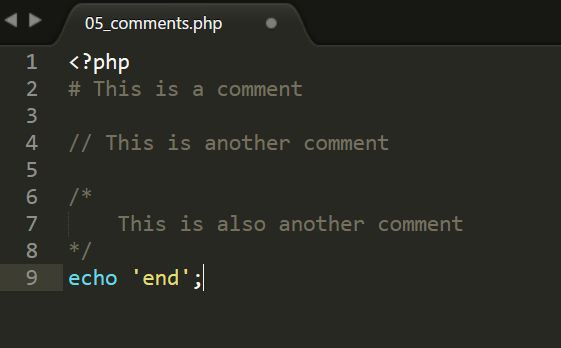 05_comments.php
1 <?php
2 # This is a comment
3
4 // This is another comment
5
6 /*
7     This is also another comment
8 */
9 echo 'end';